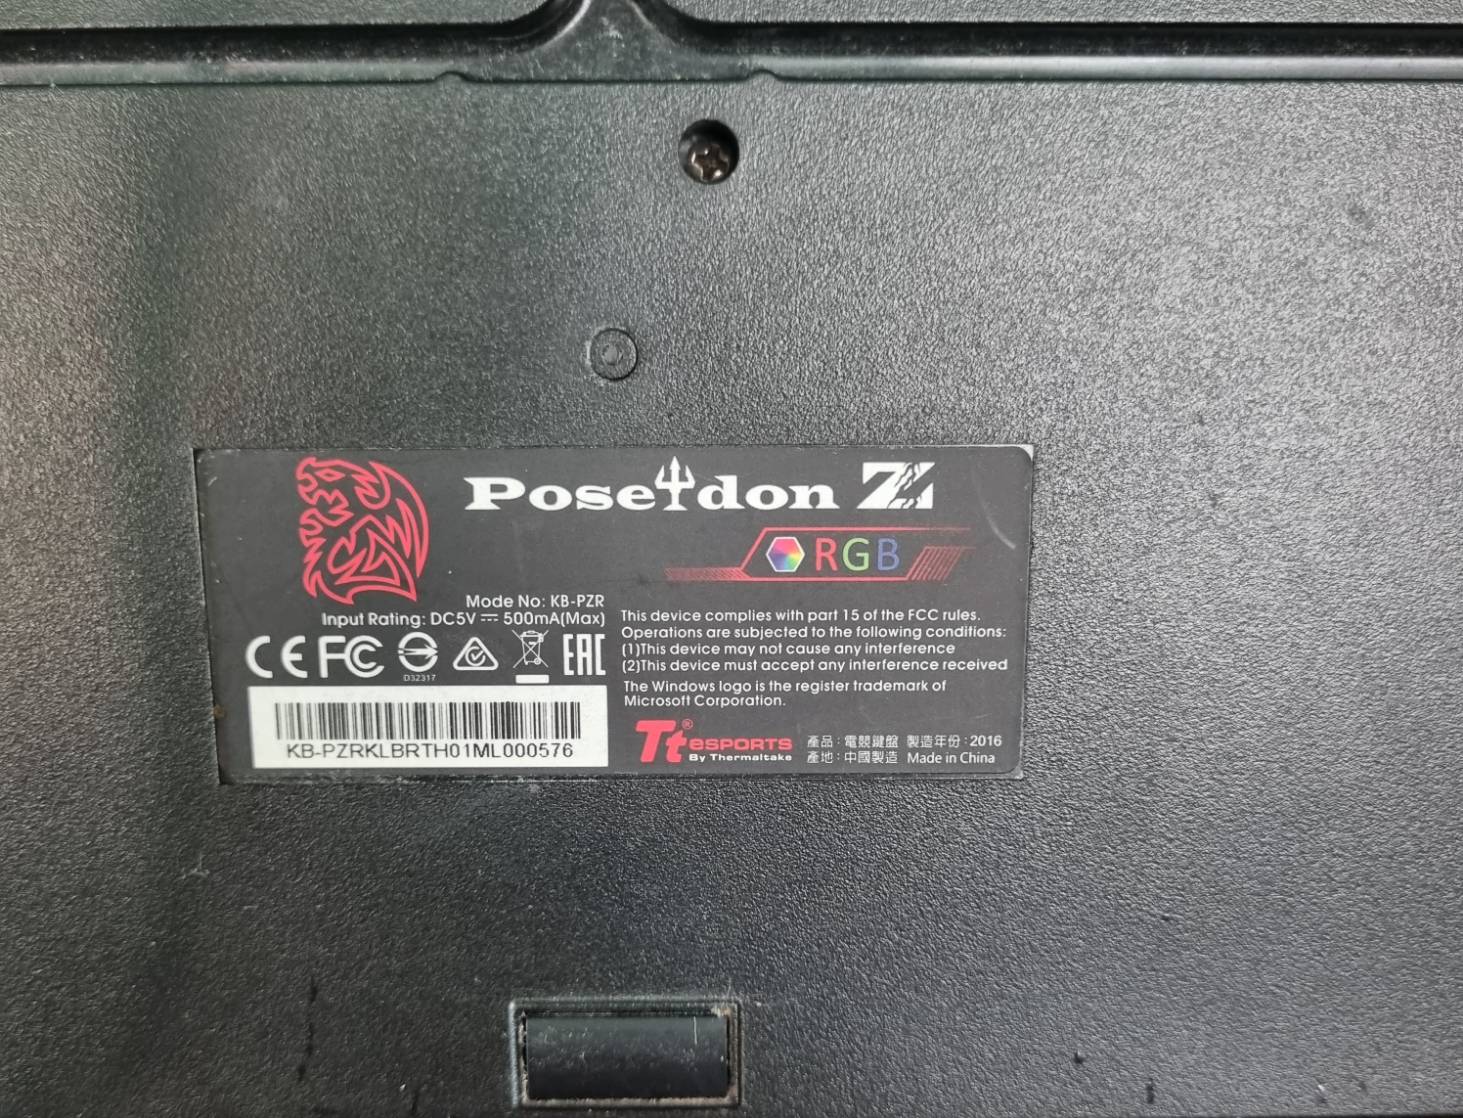 Poseidon Z
RGB
Mode No: KB-PZR
Input Rating: DC5V ⎓ 500mA(Max)
CE FC D32317 EAC
KB-PZRKLBRTH01ML000576
This device complies with part 15 of the FCC rules.
Operations are subjected to the following conditions:
(1)This device may not cause any interference
(2)This device must accept any interference received
The Windows logo is the register trademark of
Microsoft Corporation.
Tt® eSPORTS
By Thermaltake
產品：電競鍵盤 製造年份：2016
產地：中國製造 Made in China